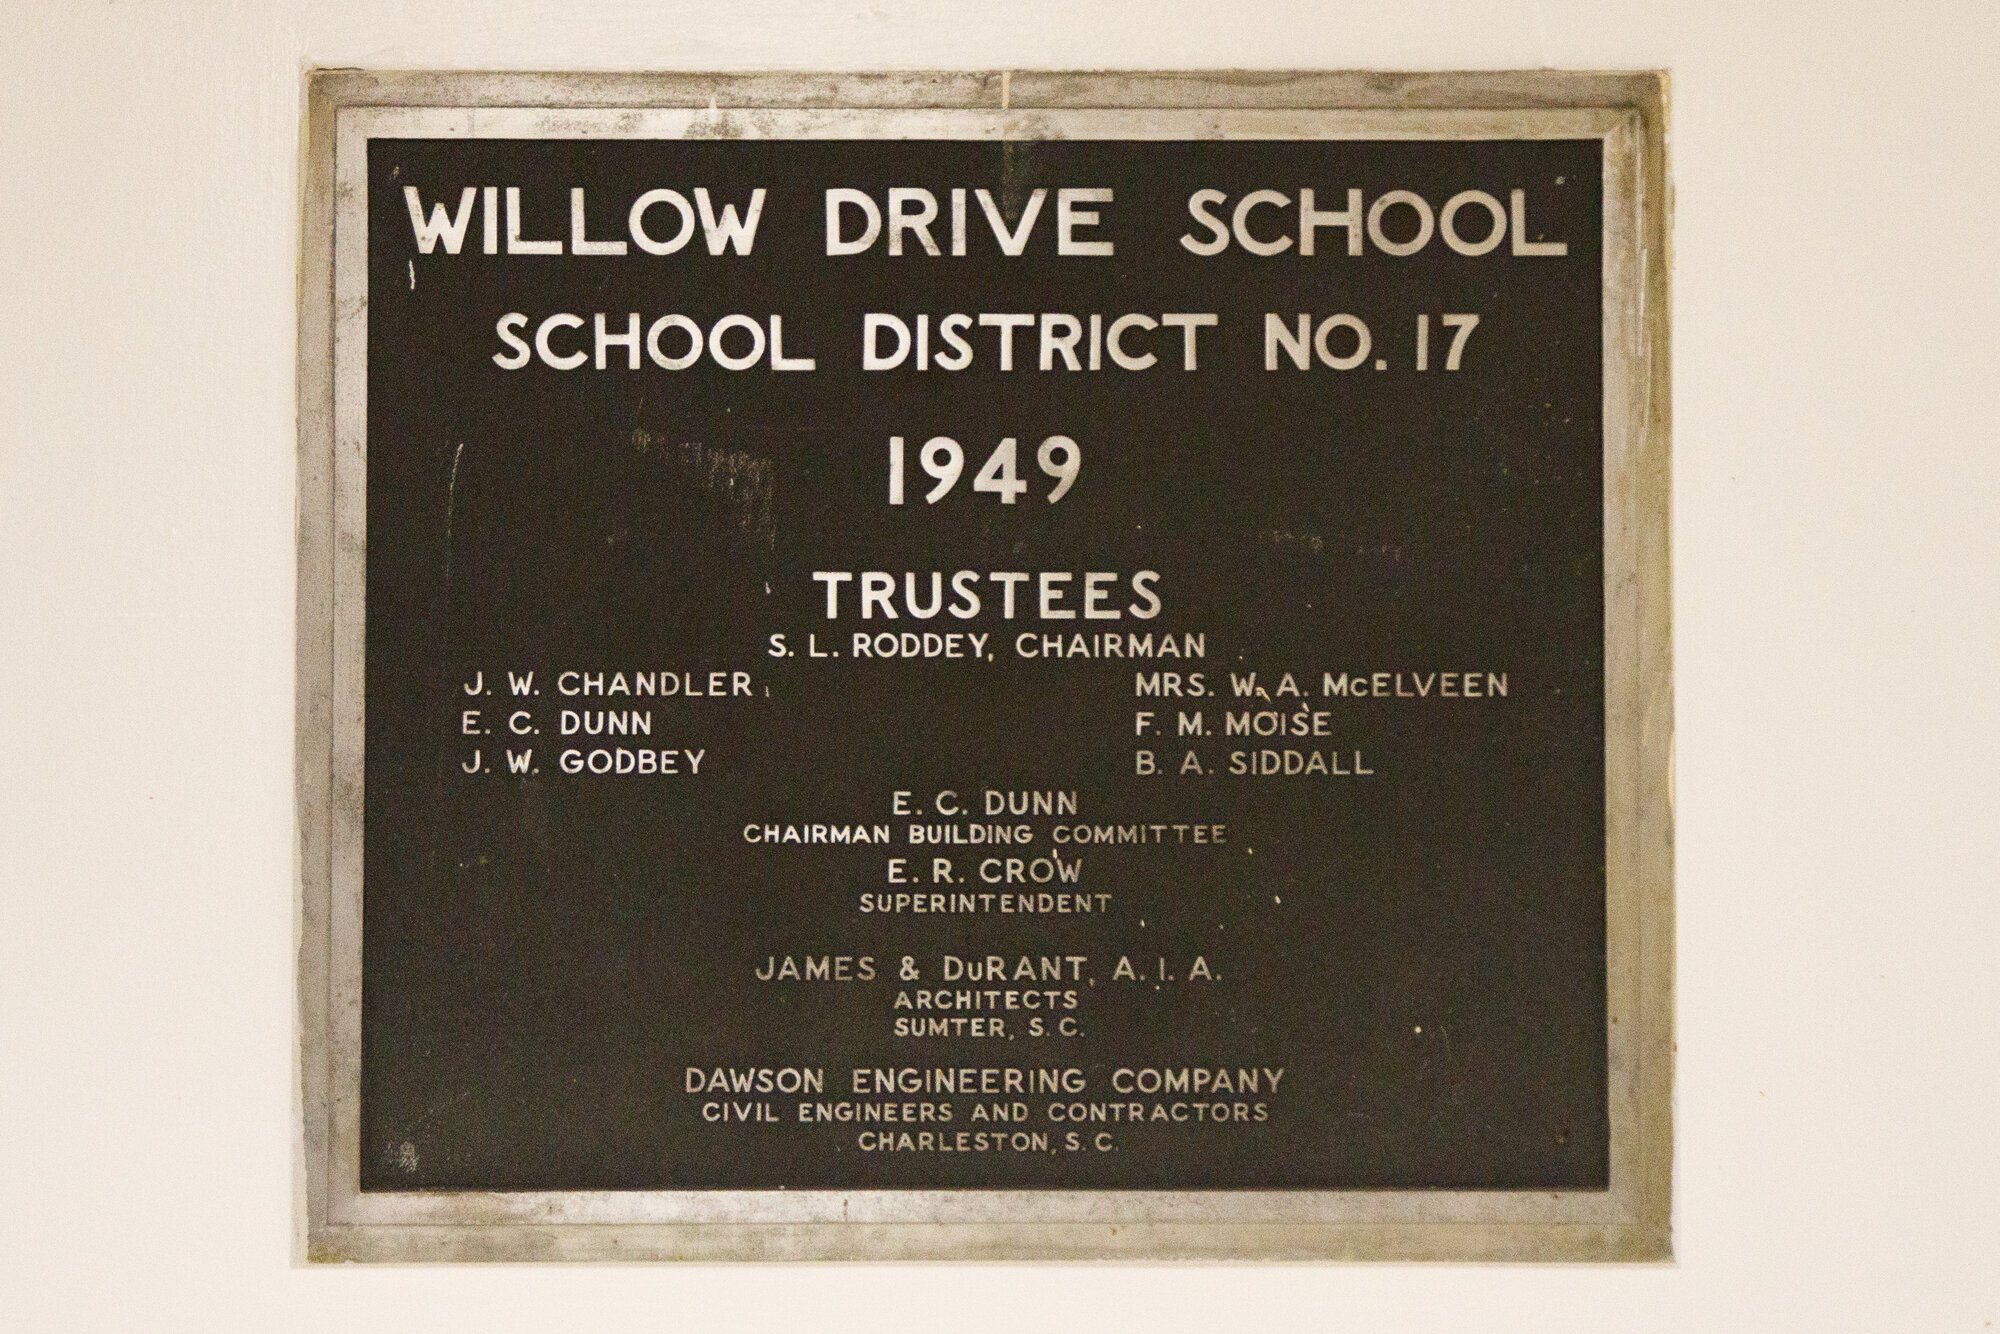 WILLOW DRIVE SCHOOL
SCHOOL DISTRICT NO. 17
1949
TRUSTEES
S. L. RODDEY, CHAIRMAN
J. W. CHANDLER
E. C. DUNN
J. W. GODBEY
MRS. W. A. McELVEEN
F. M. MOISE
B. A. SIDDALL
E. C. DUNN
CHAIRMAN BUILDING COMMITTEE
E. R. CROW
SUPERINTENDENT
JAMES & DuRANT, A. I. A.
ARCHITECTS
SUMTER, S. C.
DAWSON ENGINEERING COMPANY
CIVIL ENGINEERS AND CONTRACTORS
CHARLESTON, S. C.